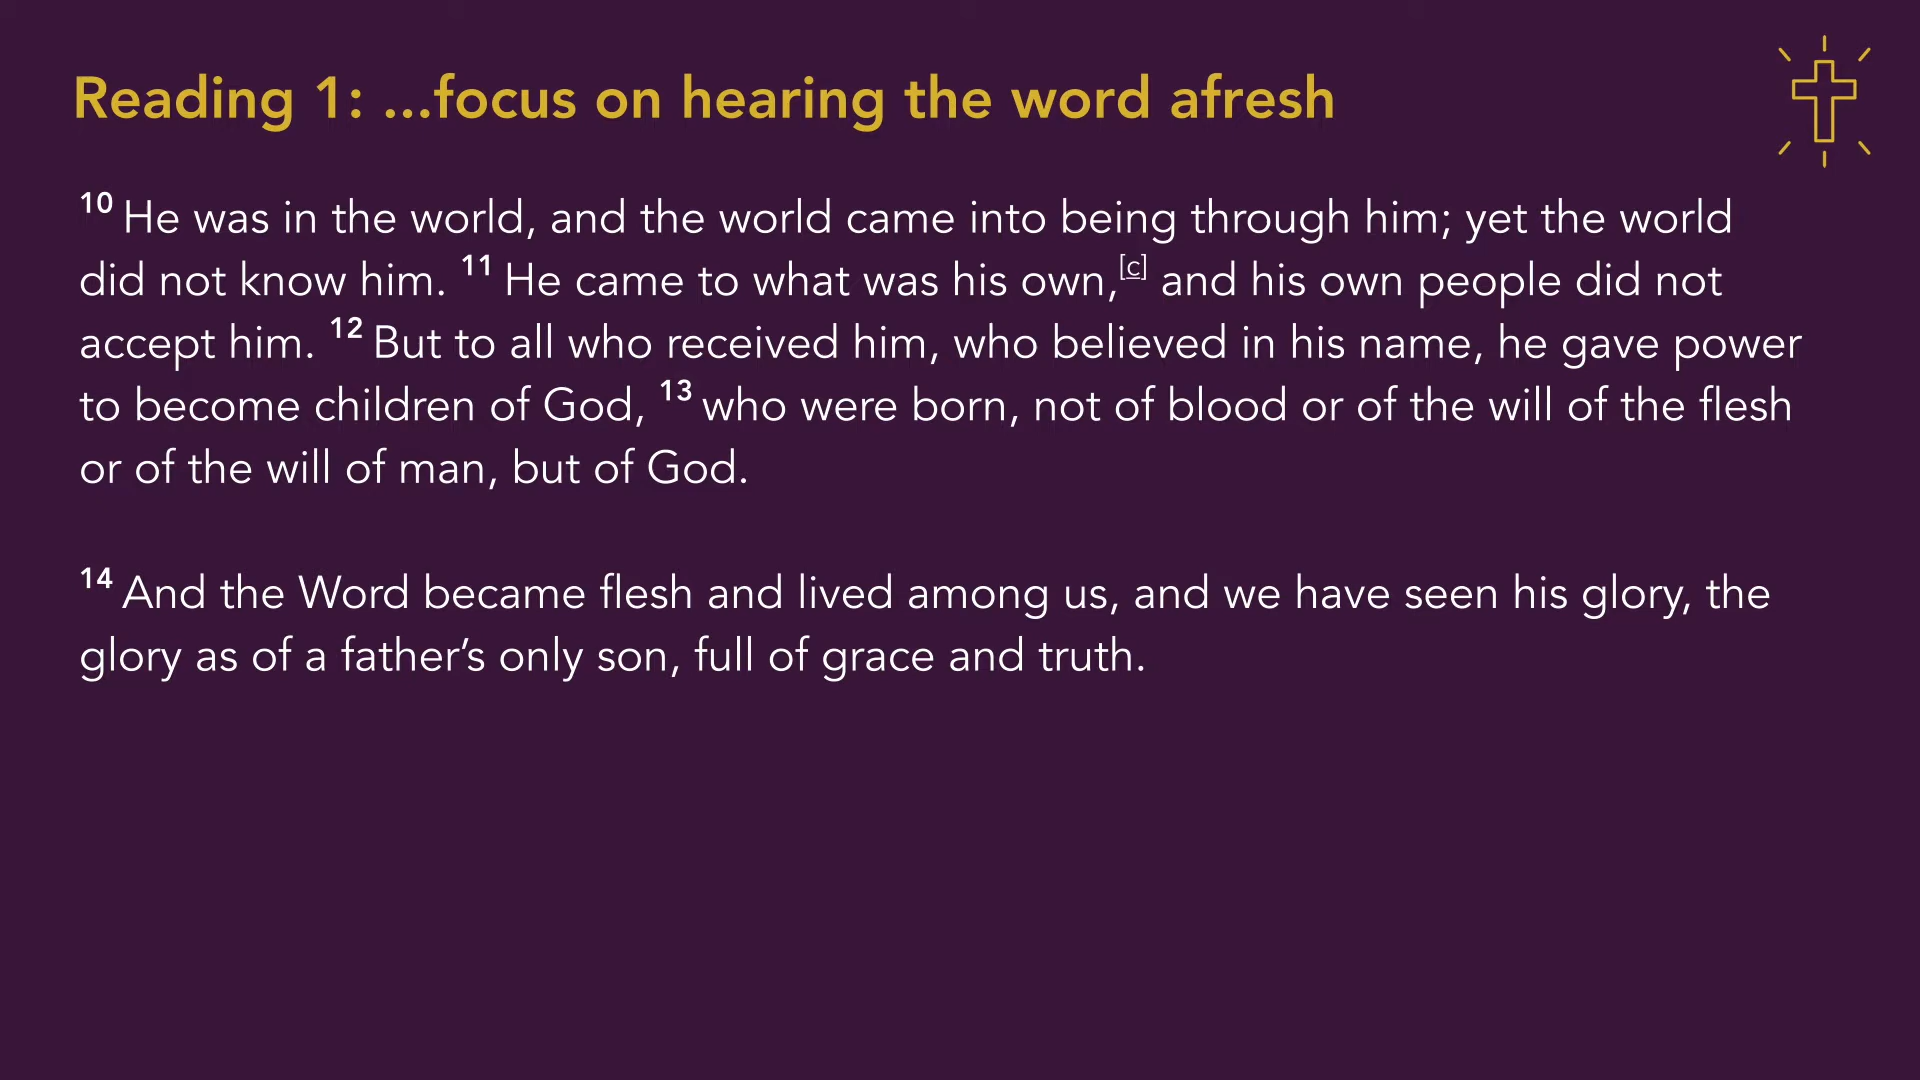 Reading 1: ...focus on hearing the word afresh
10 He was in the world, and the world came into being through him; yet the world
did not know him. 11 He came to what was his own,[c] and his own people did not
accept him. 12 But to all who received him, who believed in his name, he gave power
to become children of God, 13 who were born, not of blood or of the will of the flesh
or of the will of man, but of God.
14 And the Word became flesh and lived among us, and we have seen his glory, the
glory as of a father’s only son, full of grace and truth.